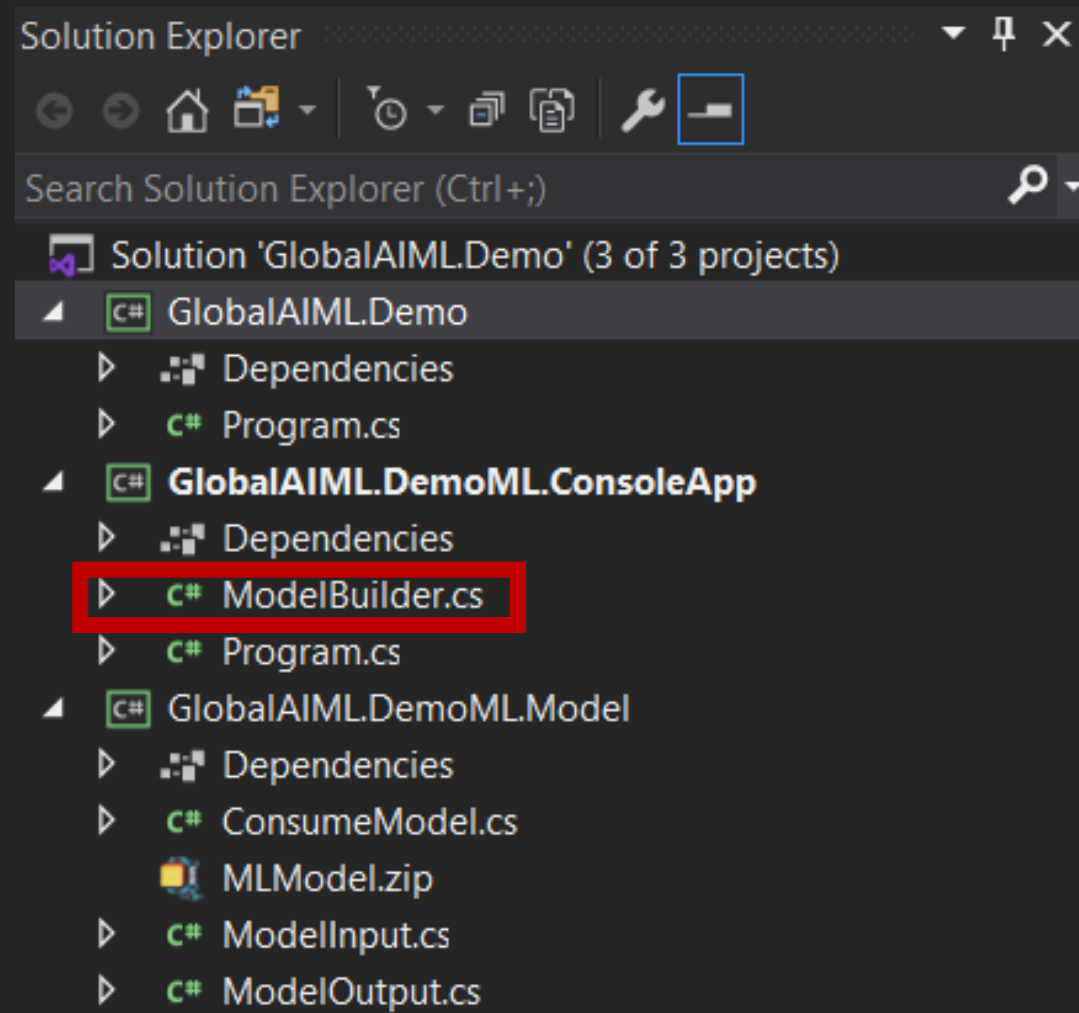 Solution Explorer
Search Solution Explorer (Ctrl+;)
Solution 'GlobalAIML.Demo' (3 of 3 projects)
C# GlobalAIML.Demo
Dependencies
C# Program.cs
C# GlobalAIML.DemoML.ConsoleApp
Dependencies
C# ModelBuilder.cs
C# Program.cs
C# GlobalAIML.DemoML.Model
Dependencies
C# ConsumeModel.cs
MLModel.zip
C# ModelInput.cs
C# ModelOutput.cs